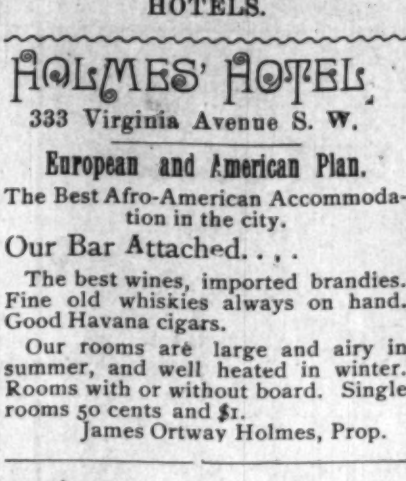 HOTELS.
HOLMES' HOTEL,
333 Virginia Avenue S. W.
European and American Plan.
The Best Afro-American Accommoda-
tion in the city.
Our Bar Attached....
The best wines, imported brandies.
Fine old whiskies always on hand.
Good Havana cigars.
Our rooms are large and airy in
summer, and well heated in winter.
Rooms with or without board. Single
rooms 50 cents and $1.
James Ortway Holmes, Prop.